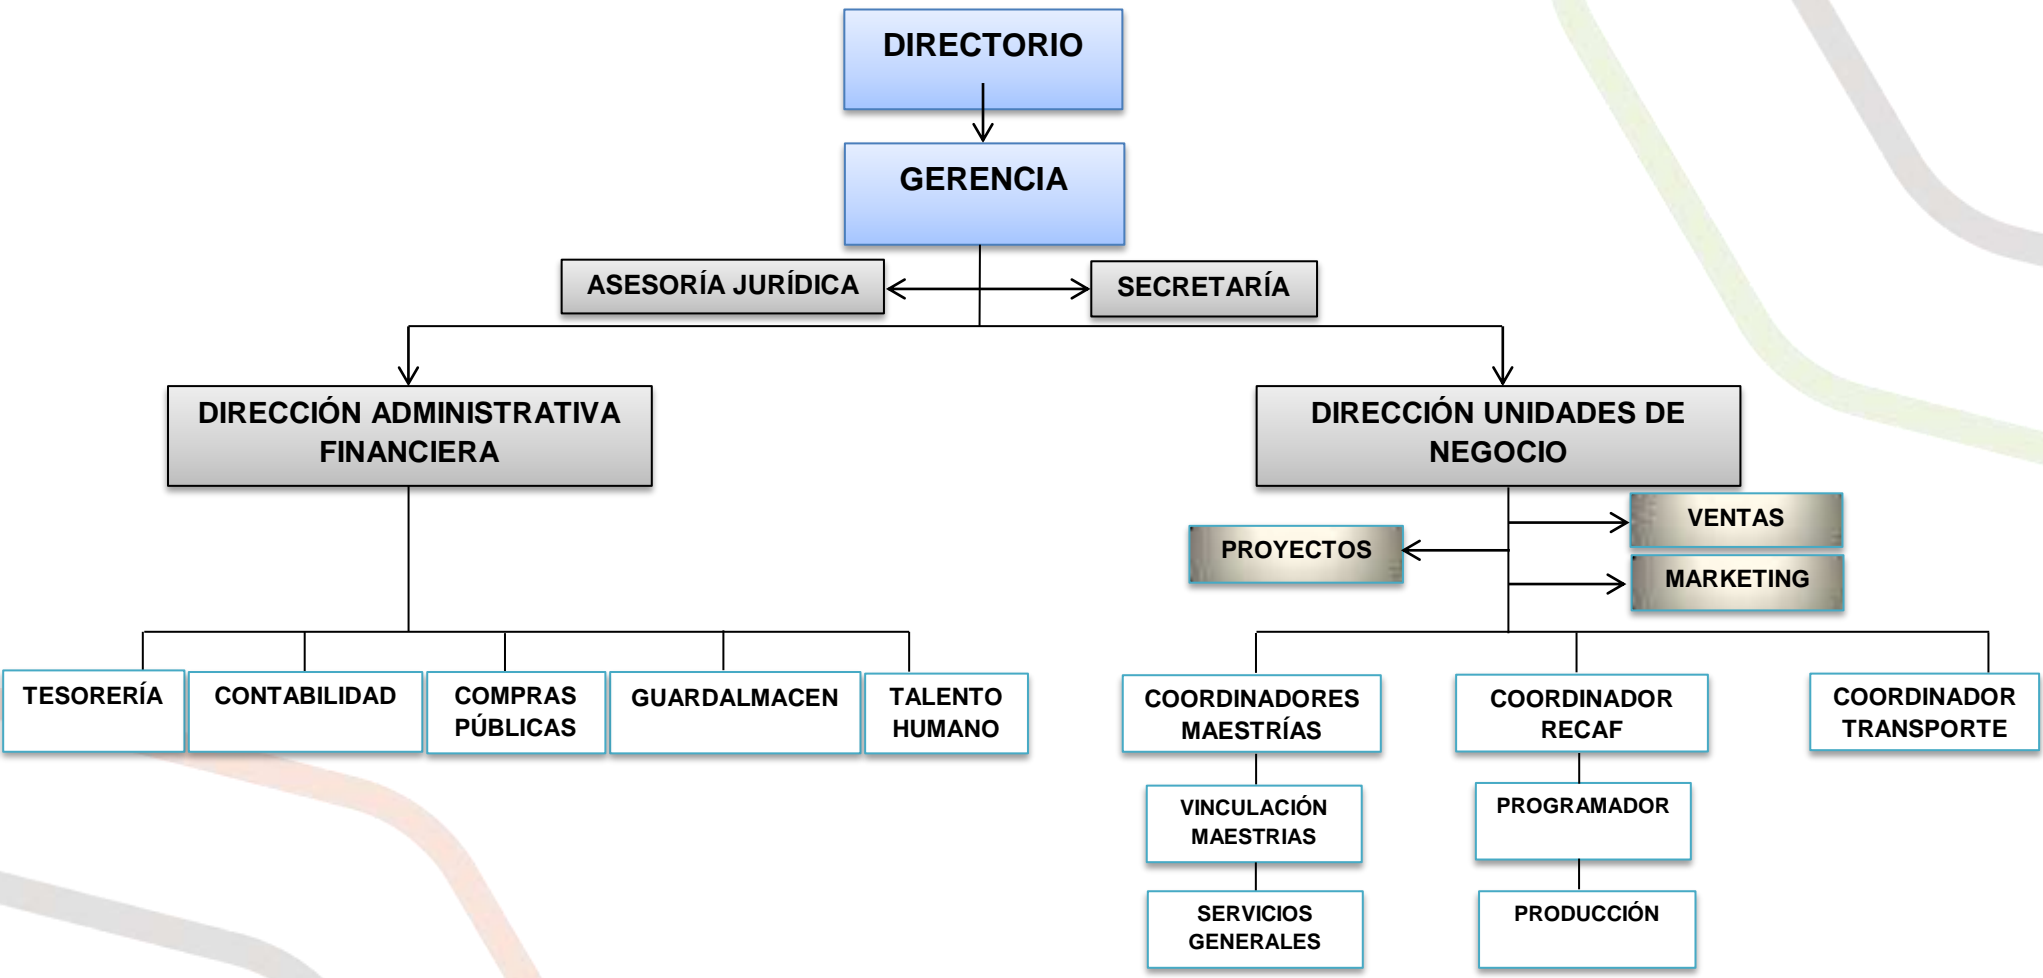 DIRECTORIO
GERENCIA
ASESORÍA JURÍDICA
SECRETARÍA
DIRECCIÓN ADMINISTRATIVA
FINANCIERA
DIRECCIÓN UNIDADES DE
NEGOCIO
VENTAS
PROYECTOS
MARKETING
TESORERÍA
CONTABILIDAD
COMPRAS
PÚBLICAS
GUARDALMACEN
TALENTO
HUMANO
COORDINADORES
MAESTRÍAS
COORDINADOR
RECAF
COORDINADOR
TRANSPORTE
VINCULACIÓN
MAESTRIAS
PROGRAMADOR
SERVICIOS
GENERALES
PRODUCCIÓN